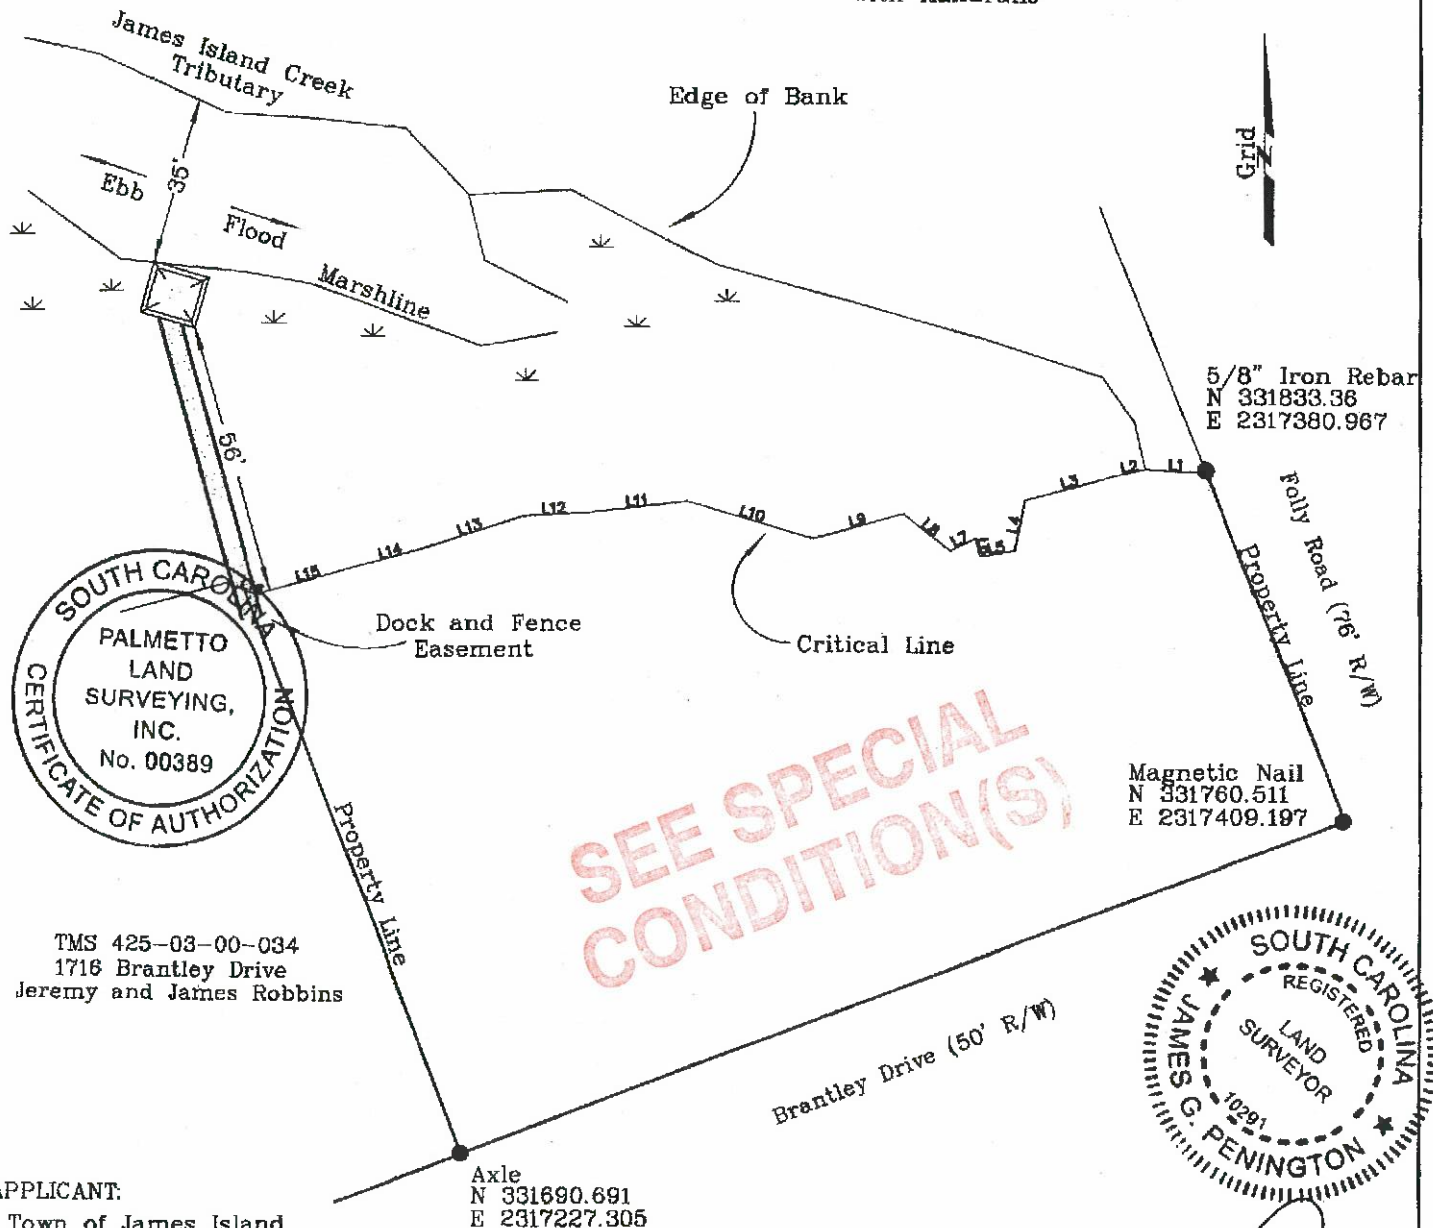 James Island Creek
Tributary
Edge of Bank
Grid
N
35'
Ebb
Flood
Marshline
5/8" Iron Rebar
N 331833.36
E 2317380.967
56'
L1
L2
L3
L4
L5
L7
L8
L9
L10
L11
L12
L13
L14
L15
Folly Road (76' R/W)
Property Line
Dock and Fence
Easement
Critical Line
SOUTH CAROLINA
PALMETTO
LAND
SURVEYING,
INC.
No. 00389
CERTIFICATE OF AUTHORIZATION
Property Line
SEE SPECIAL
CONDITION(S)
Magnetic Nail
N 331760.511
E 2317409.197
TMS 425-03-00-034
1716 Brantley Drive
Jeremy and James Robbins
Brantley Drive (50' R/W)
SOUTH CAROLINA
REGISTERED
LAND
SURVEYOR
10291
JAMES G. PENINGTON
Axle
N 331690.691
E 2317227.305
APPLICANT:
Town of James Island